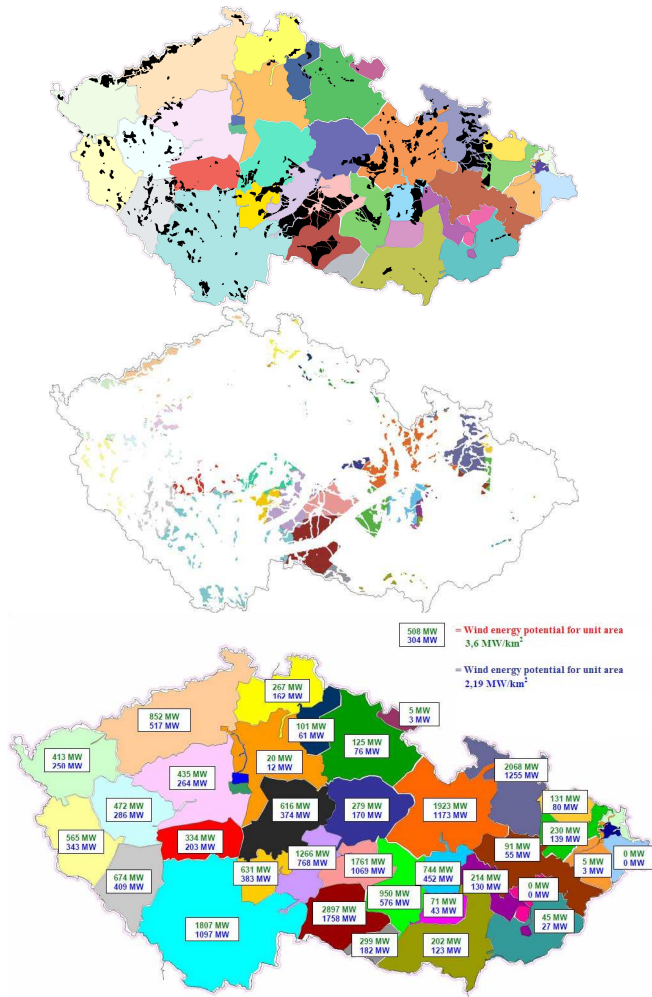 508 MW
304 MW
= Wind energy potential for unit area
3,6 MW/km²
= Wind energy potential for unit area
2,19 MW/km²
267 MW
162 MW
5 MW
3 MW
852 MW
517 MW
101 MW
61 MW
125 MW
76 MW
413 MW
250 MW
20 MW
12 MW
2068 MW
1255 MW
435 MW
264 MW
472 MW
286 MW
616 MW
374 MW
279 MW
170 MW
1923 MW
1173 MW
131 MW
80 MW
565 MW
343 MW
334 MW
203 MW
230 MW
139 MW
91 MW
55 MW
0 MW
0 MW
1266 MW
768 MW
1761 MW
1069 MW
5 MW
3 MW
674 MW
409 MW
631 MW
383 MW
744 MW
452 MW
214 MW
130 MW
0 MW
0 MW
950 MW
576 MW
71 MW
43 MW
2897 MW
1758 MW
45 MW
27 MW
1807 MW
1097 MW
299 MW
182 MW
202 MW
123 MW